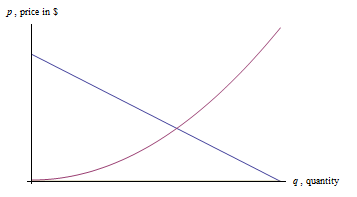 p, price in $
q, quantity